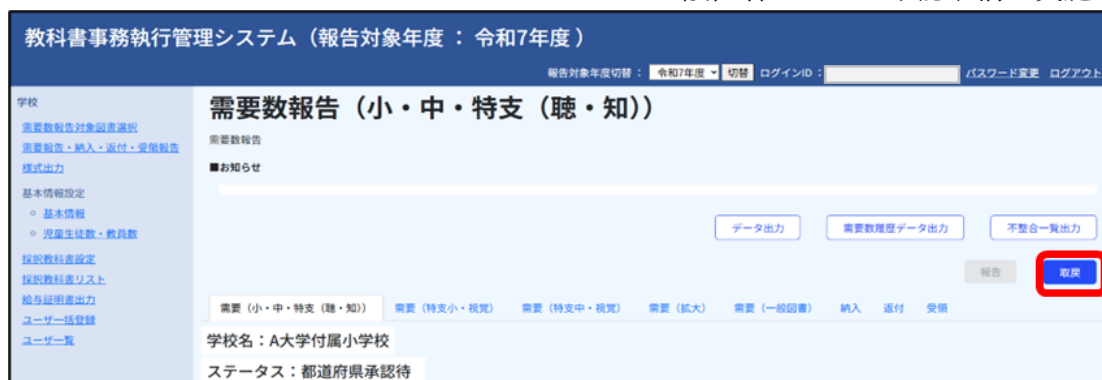 教科書事務執行管理システム（報告対象年度 ： 令和7年度 ）
報告対象年度切替 ： 令和7年度 切替 ログインID ： パスワード変更 ログアウト
学校
需要数報告対象図書選択
需要報告・納入・返付・受領報告
様式出力
基本情報設定
基本情報
児童生徒数・教員数
採択教科書設定
採択教科書リスト
給与証明書出力
ユーザー一括登録
ユーザー一覧
需要数報告（小・中・特支（聴・知））
需要数報告
■お知らせ
データ出力 需要数履歴データ出力 不整合一覧出力
報告 取戻
需要（小・中・特支（聴・知）） 需要（特支小・視覚） 需要（特支中・視覚） 需要（拡大） 需要（一般図書） 納入 返付 受領
学校名：A大学付属小学校
ステータス：都道府県承認待